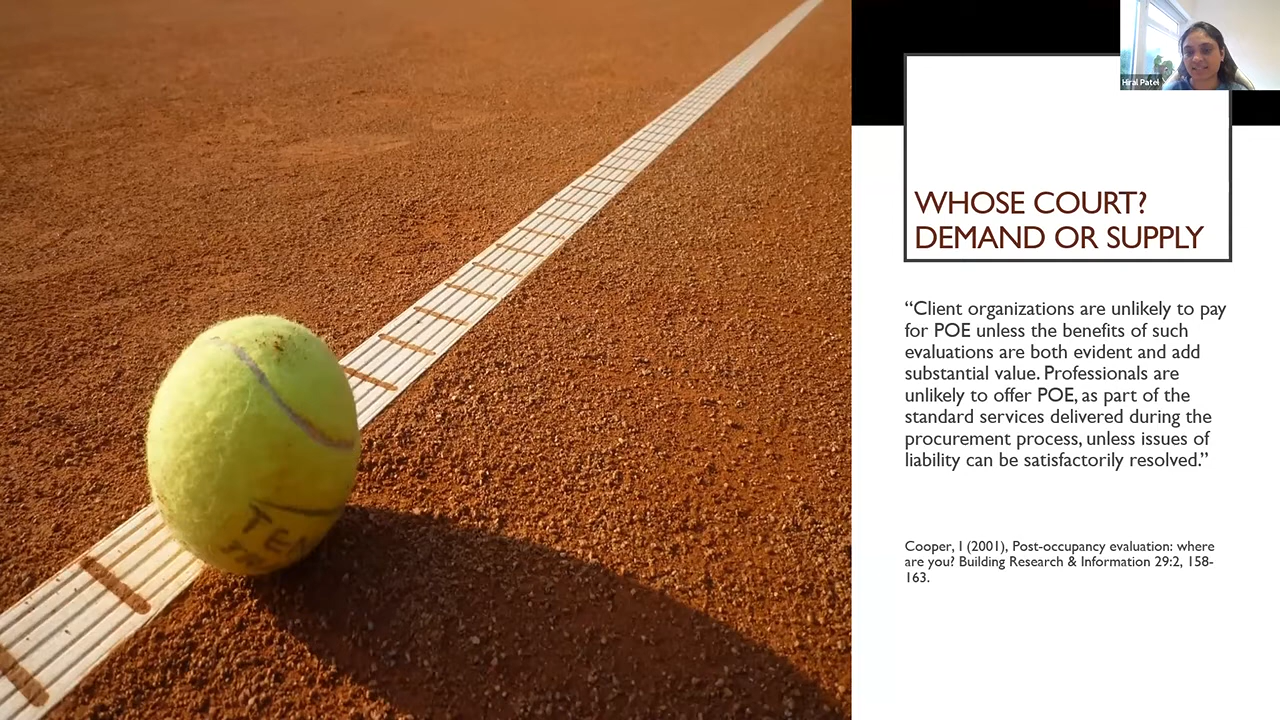 Hiral Patel
WHOSE COURT?
DEMAND OR SUPPLY
“Client organizations are unlikely to pay
for POE unless the benefits of such
evaluations are both evident and add
substantial value. Professionals are
unlikely to offer POE, as part of the
standard services delivered during the
procurement process, unless issues of
liability can be satisfactorily resolved.”
Cooper, I (2001), Post-occupancy evaluation: where
are you? Building Research & Information 29:2, 158-
163.